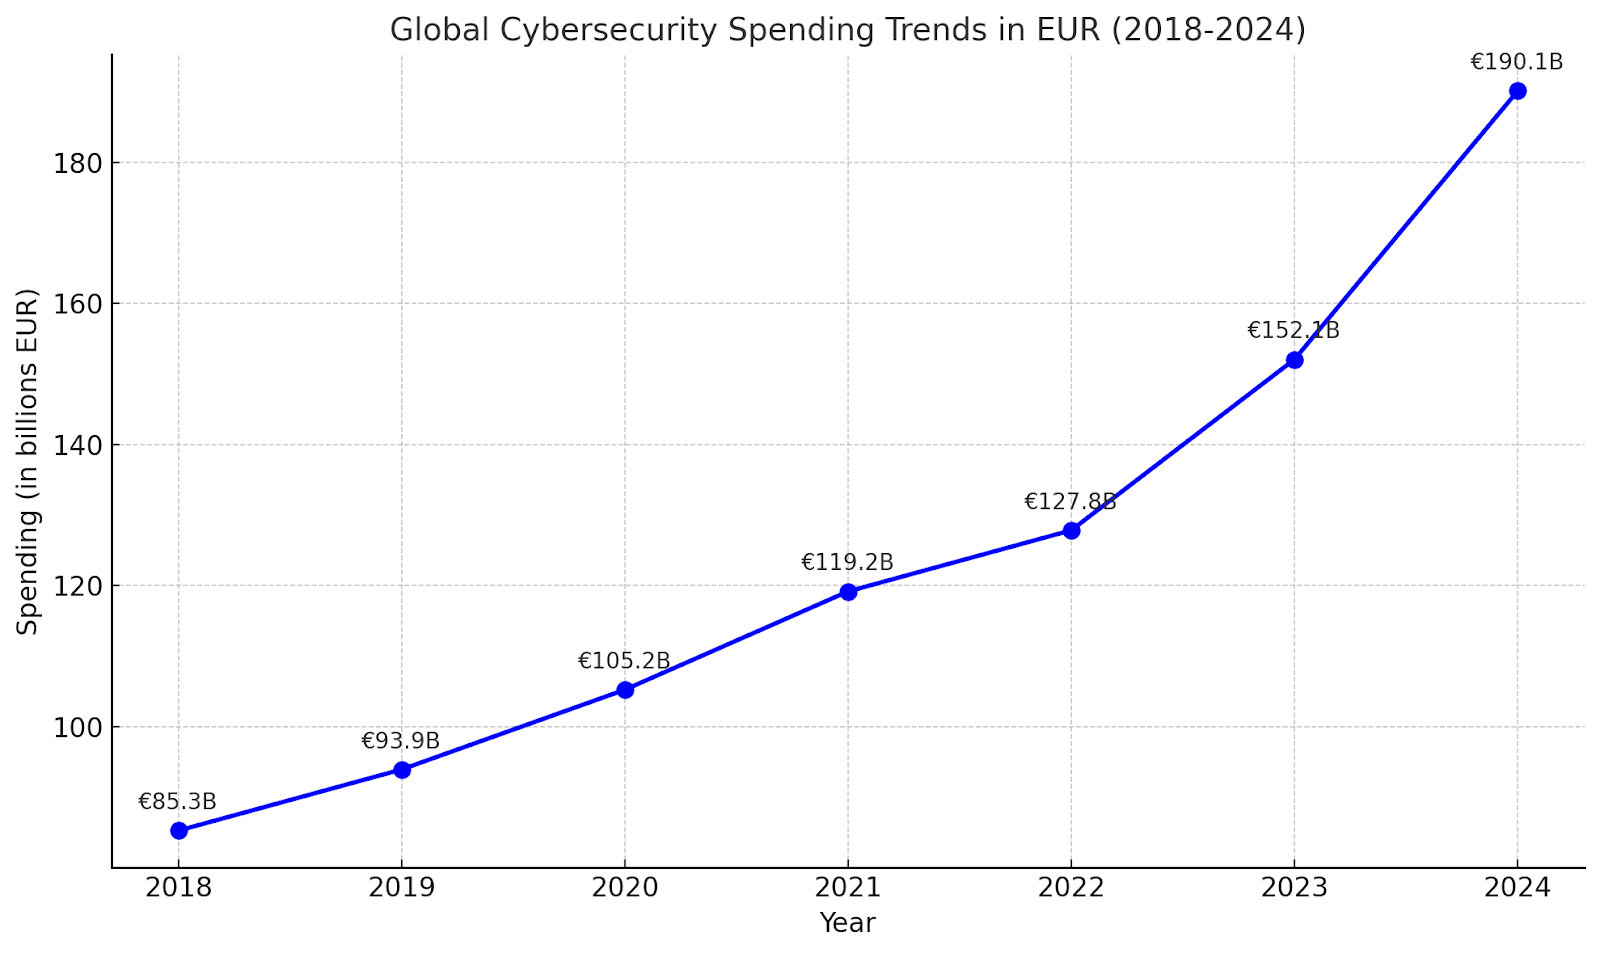 Global Cybersecurity Spending Trends in EUR (2018-2024)
€190.1B
180
160
€152.1B
140
€127.8B
€119.2B
120
€105.2B
100
€93.9B
€85.3B
Spending (in billions EUR)
2018 2019 2020 2021 2022 2023 2024
Year